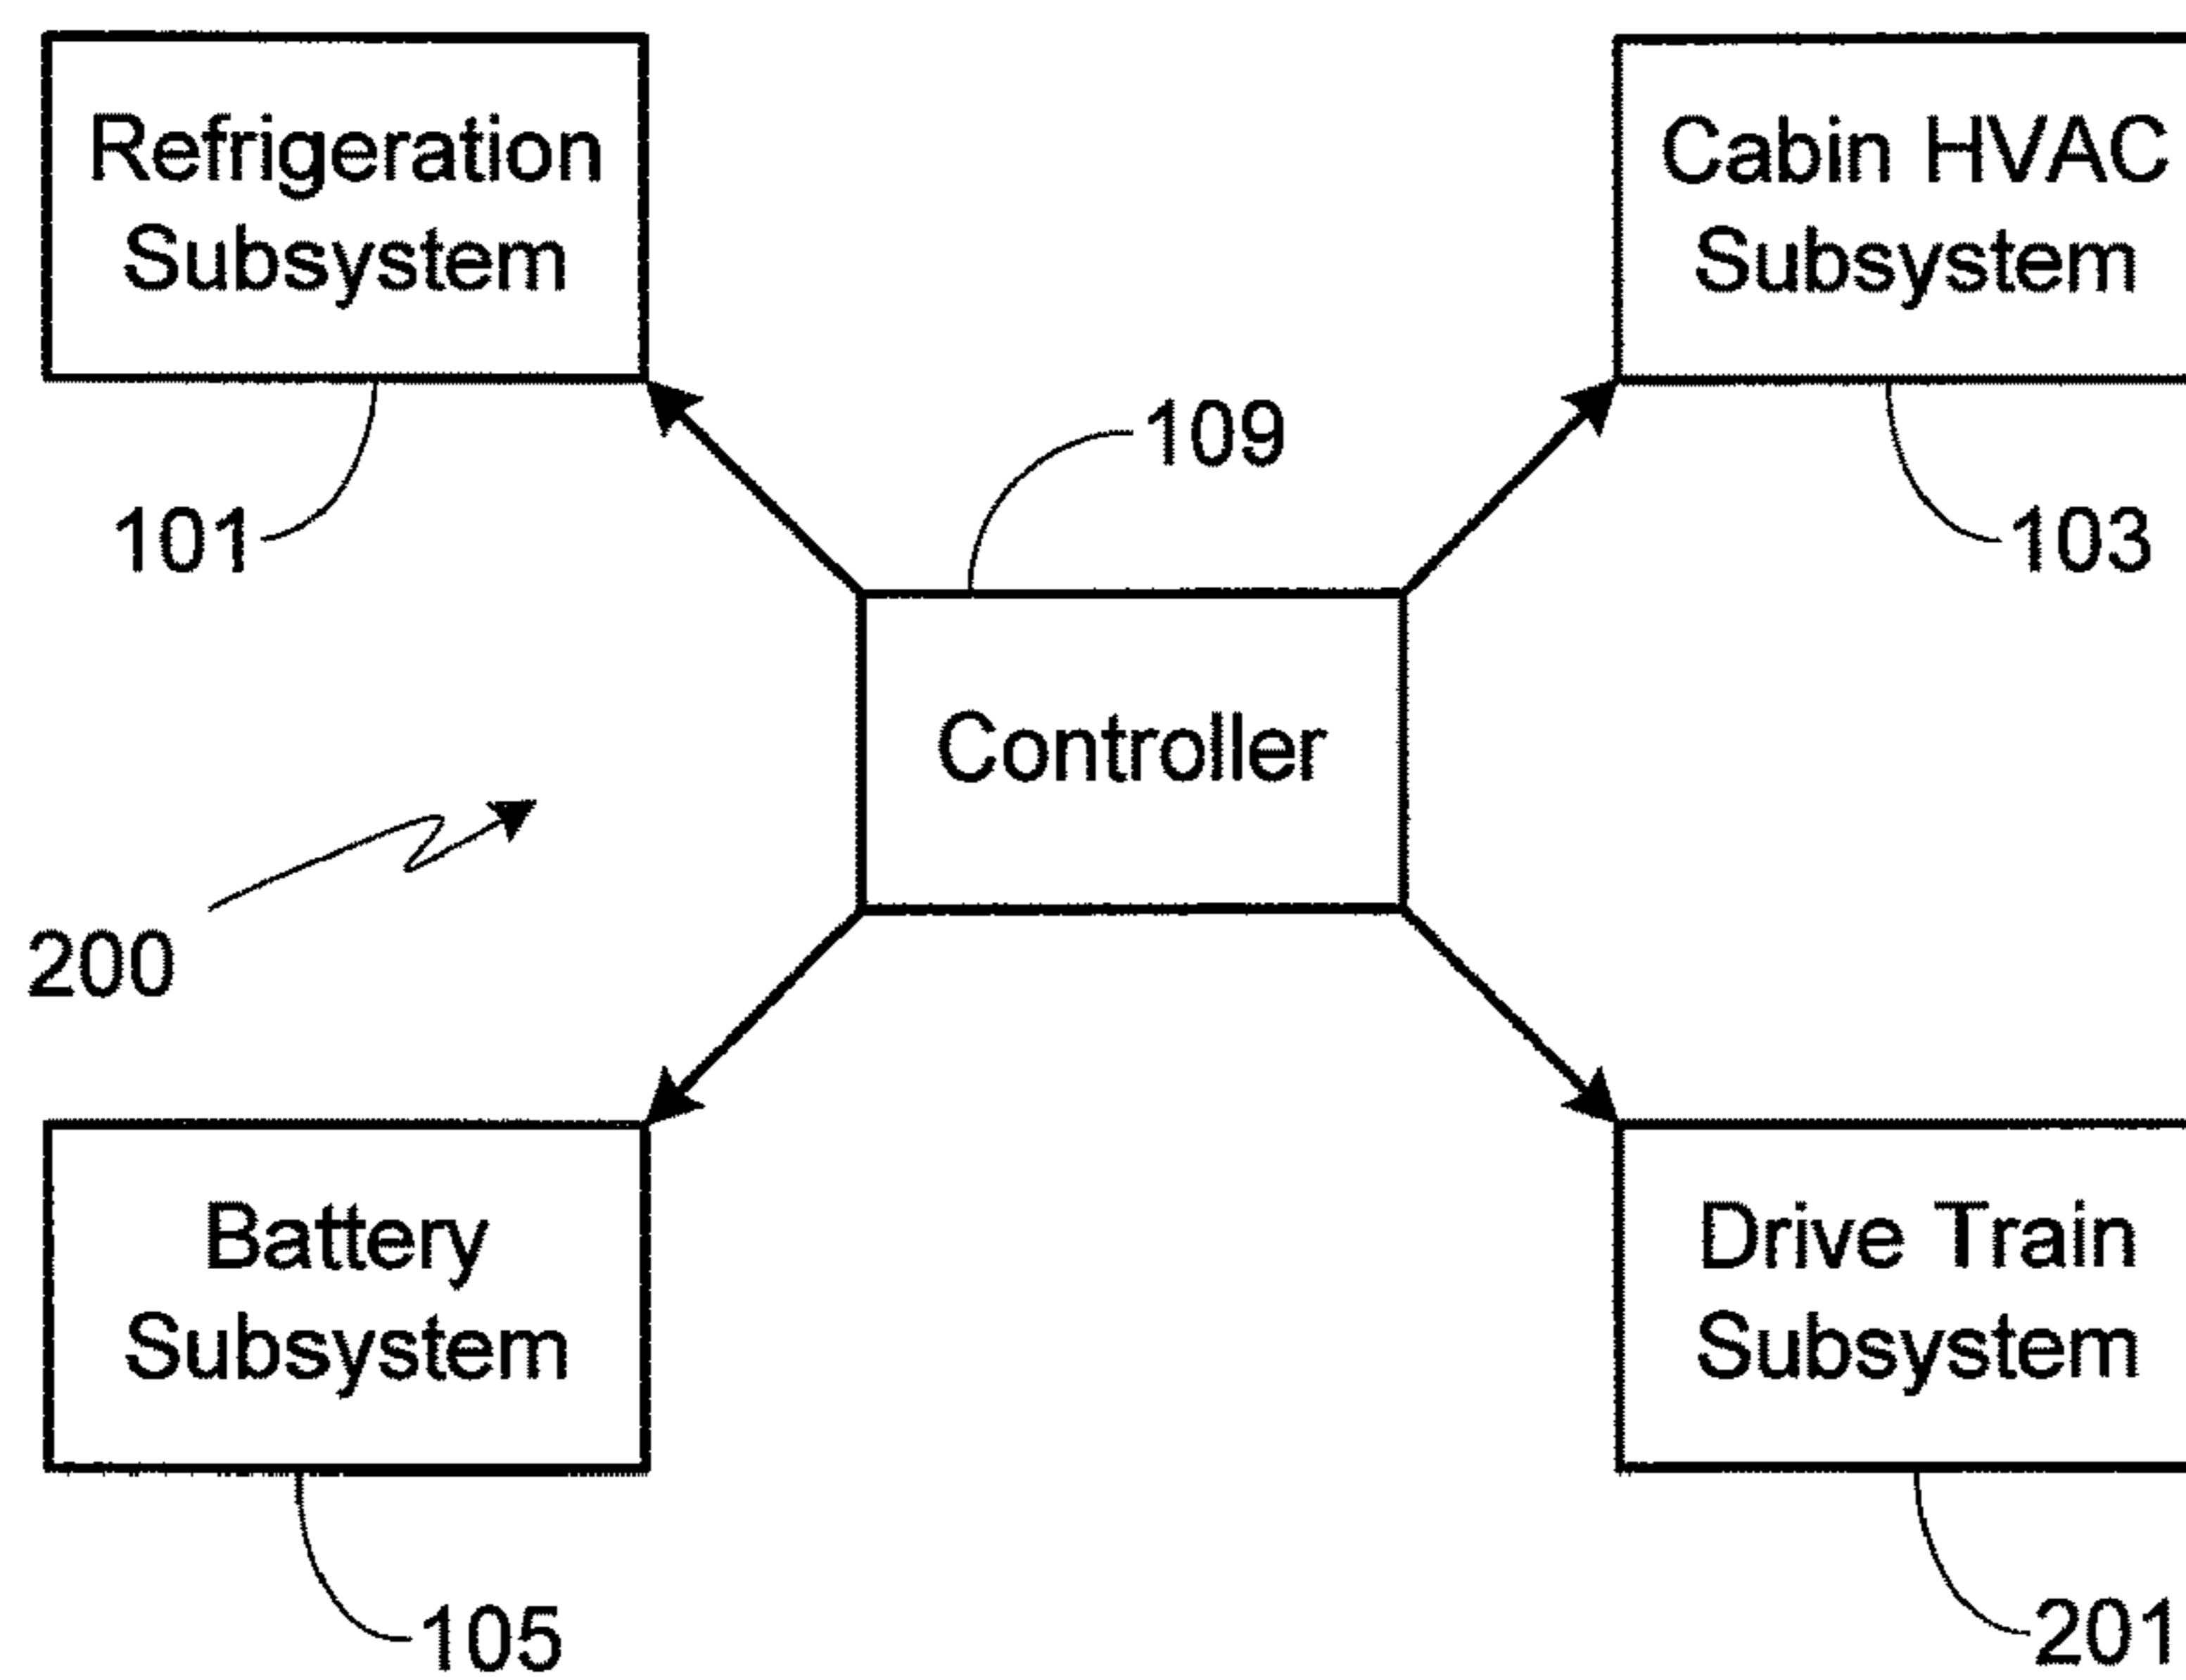 Refrigeration
Subsystem
Cabin HVAC
Subsystem
109
101
103
Controller
200
Battery
Subsystem
Drive Train
Subsystem
105
201